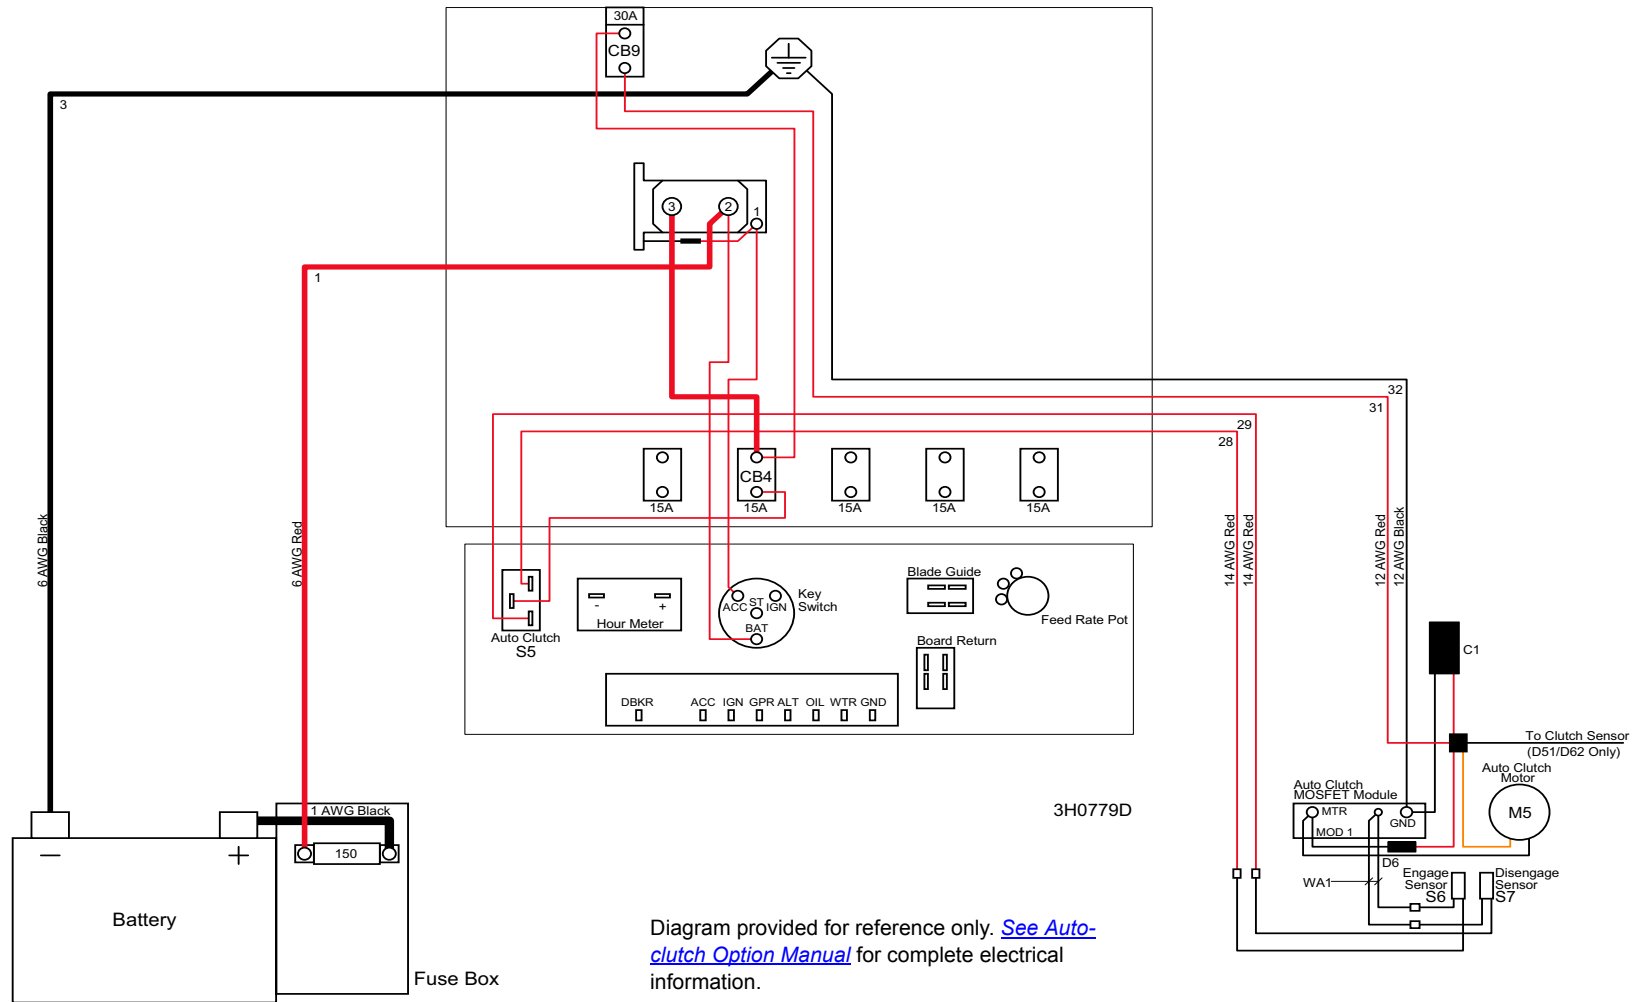 30A
CB9
3
3
2
1
1
32
31
29
28
CB4
15A
15A
15A
15A
15A
6 AWG Black
6 AWG Red
14 AWG Red
14 AWG Red
12 AWG Red
12 AWG Black
Auto Clutch
S5
-
+
Hour Meter
ACC
ST
IGN
BAT
Key
Switch
Blade Guide
Feed Rate Pot
Board Return
DBKR
ACC
IGN
GPR
ALT
OIL
WTR
GND
C1
To Clutch Sensor
(D51/D62 Only)
Auto Clutch
Motor
M5
Auto Clutch
MOSFET Module
MTR
GND
MOD 1
D6
WA1
Engage
Sensor
S6
Disengage
Sensor
S7
3H0779D
1 AWG Black
150
—
+
Battery
Fuse Box
Diagram provided for reference only. See Auto-
clutch Option Manual for complete electrical
information.